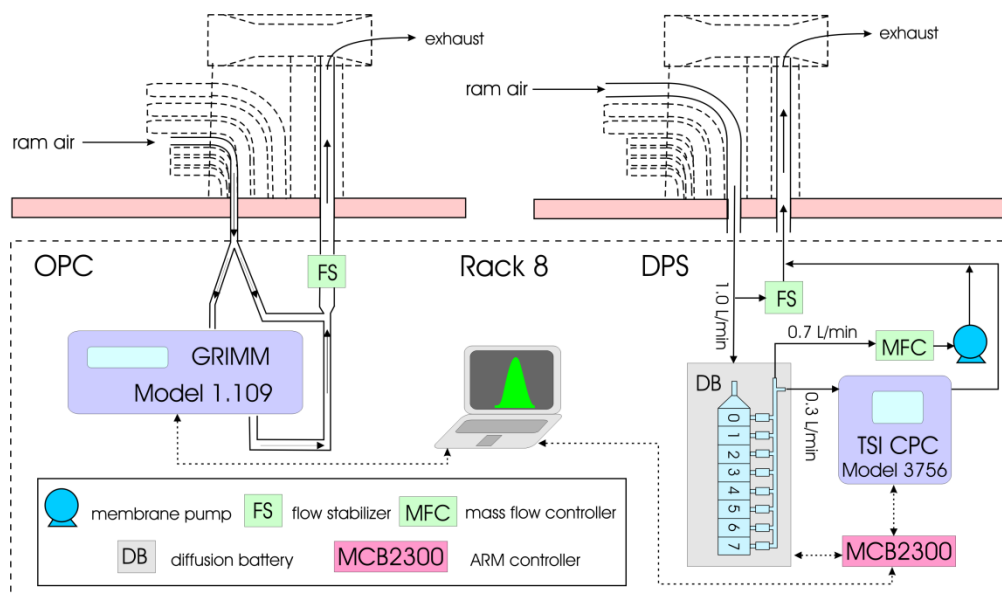 exhaust
ram air
exhaust
ram air
OPC
Rack 8
DPS
FS
1.0 L/min
FS
0.7 L/min
MFC
GRIMM
Model 1.109
DB
0.3 L/min
TSI CPC
Model 3756
0
1
2
3
4
5
6
7
MCB2300
membrane pump
FS
flow stabilizer
MFC
mass flow controller
DB
diffusion battery
MCB2300
ARM controller